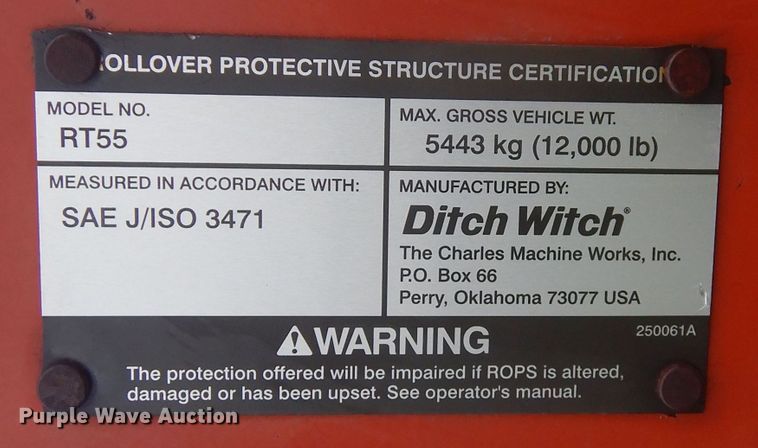 ROLLOVER PROTECTIVE STRUCTURE CERTIFICATION
MODEL NO.
RT55
MAX. GROSS VEHICLE WT.
5443 kg (12,000 lb)
MEASURED IN ACCORDANCE WITH:
SAE J/ISO 3471
MANUFACTURED BY:
Ditch Witch®
The Charles Machine Works, Inc.
P.O. Box 66
Perry, Oklahoma 73077 USA
WARNING
250061A
The protection offered will be impaired if ROPS is altered,
damaged or has been upset. See operator's manual.
Purple Wave Auction